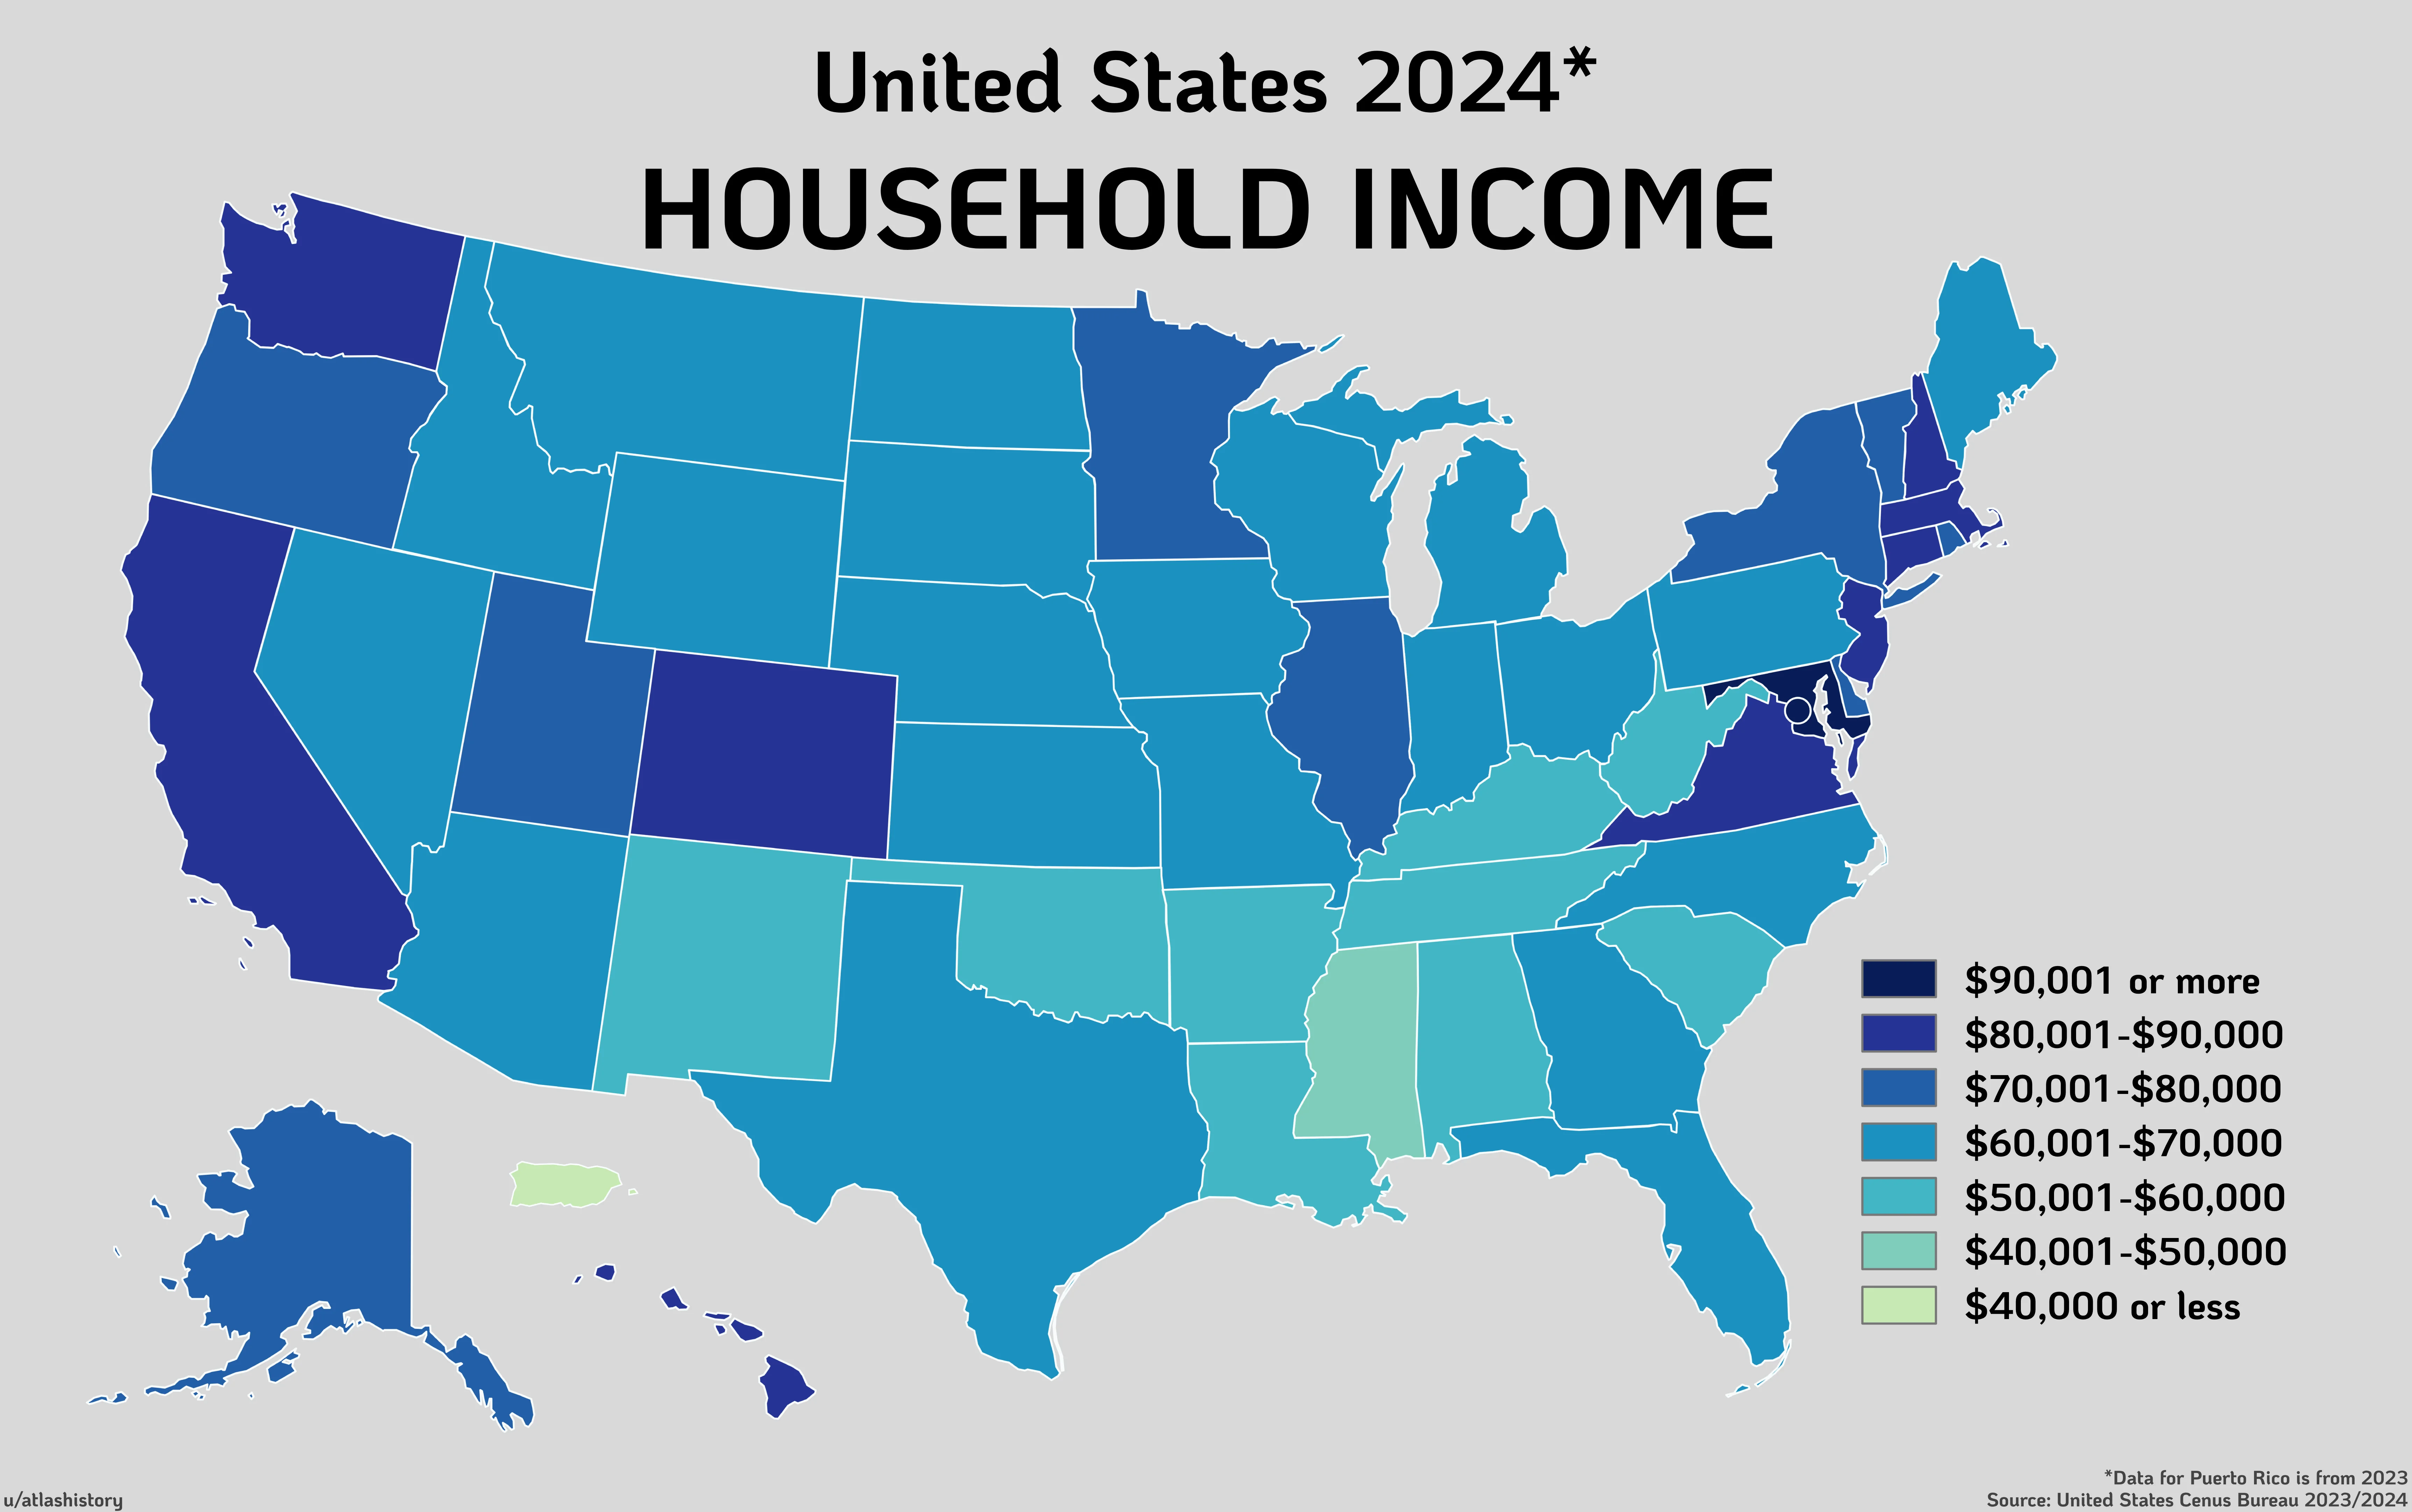 United States 2024*
HOUSEHOLD INCOME
$90,001 or more
$80,001-$90,000
$70,001-$80,000
$60,001-$70,000
$50,001-$60,000
$40,001-$50,000
$40,000 or less
*Data for Puerto Rico is from 2023
Source: United States Cenus Bureau 2023/2024
u/atlashistory